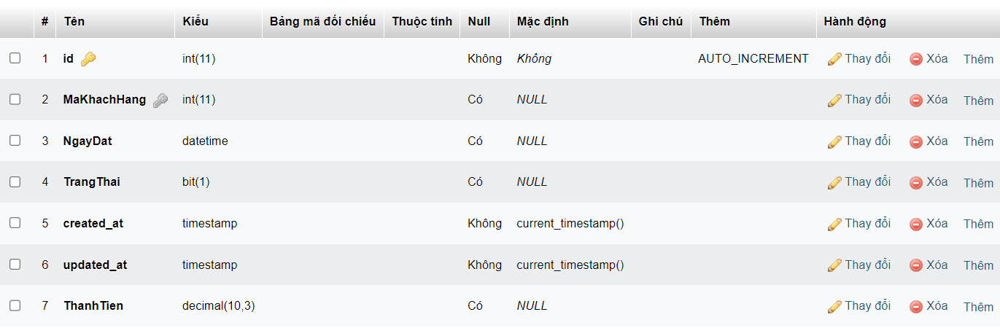 # Tên Kiểu Bảng mã đối chiếu Thuộc tính Null Mặc định Ghi chú Thêm Hành động
1 id int(11) Không Không AUTO_INCREMENT Thay đổi Xóa Thêm
2 MaKhachHang int(11) Có NULL Thay đổi Xóa Thêm
3 NgayDat datetime Có NULL Thay đổi Xóa Thêm
4 TrangThai bit(1) Có NULL Thay đổi Xóa Thêm
5 created_at timestamp Không current_timestamp() Thay đổi Xóa Thêm
6 updated_at timestamp Không current_timestamp() Thay đổi Xóa Thêm
7 ThanhTien decimal(10,3) Có NULL Thay đổi Xóa Thêm